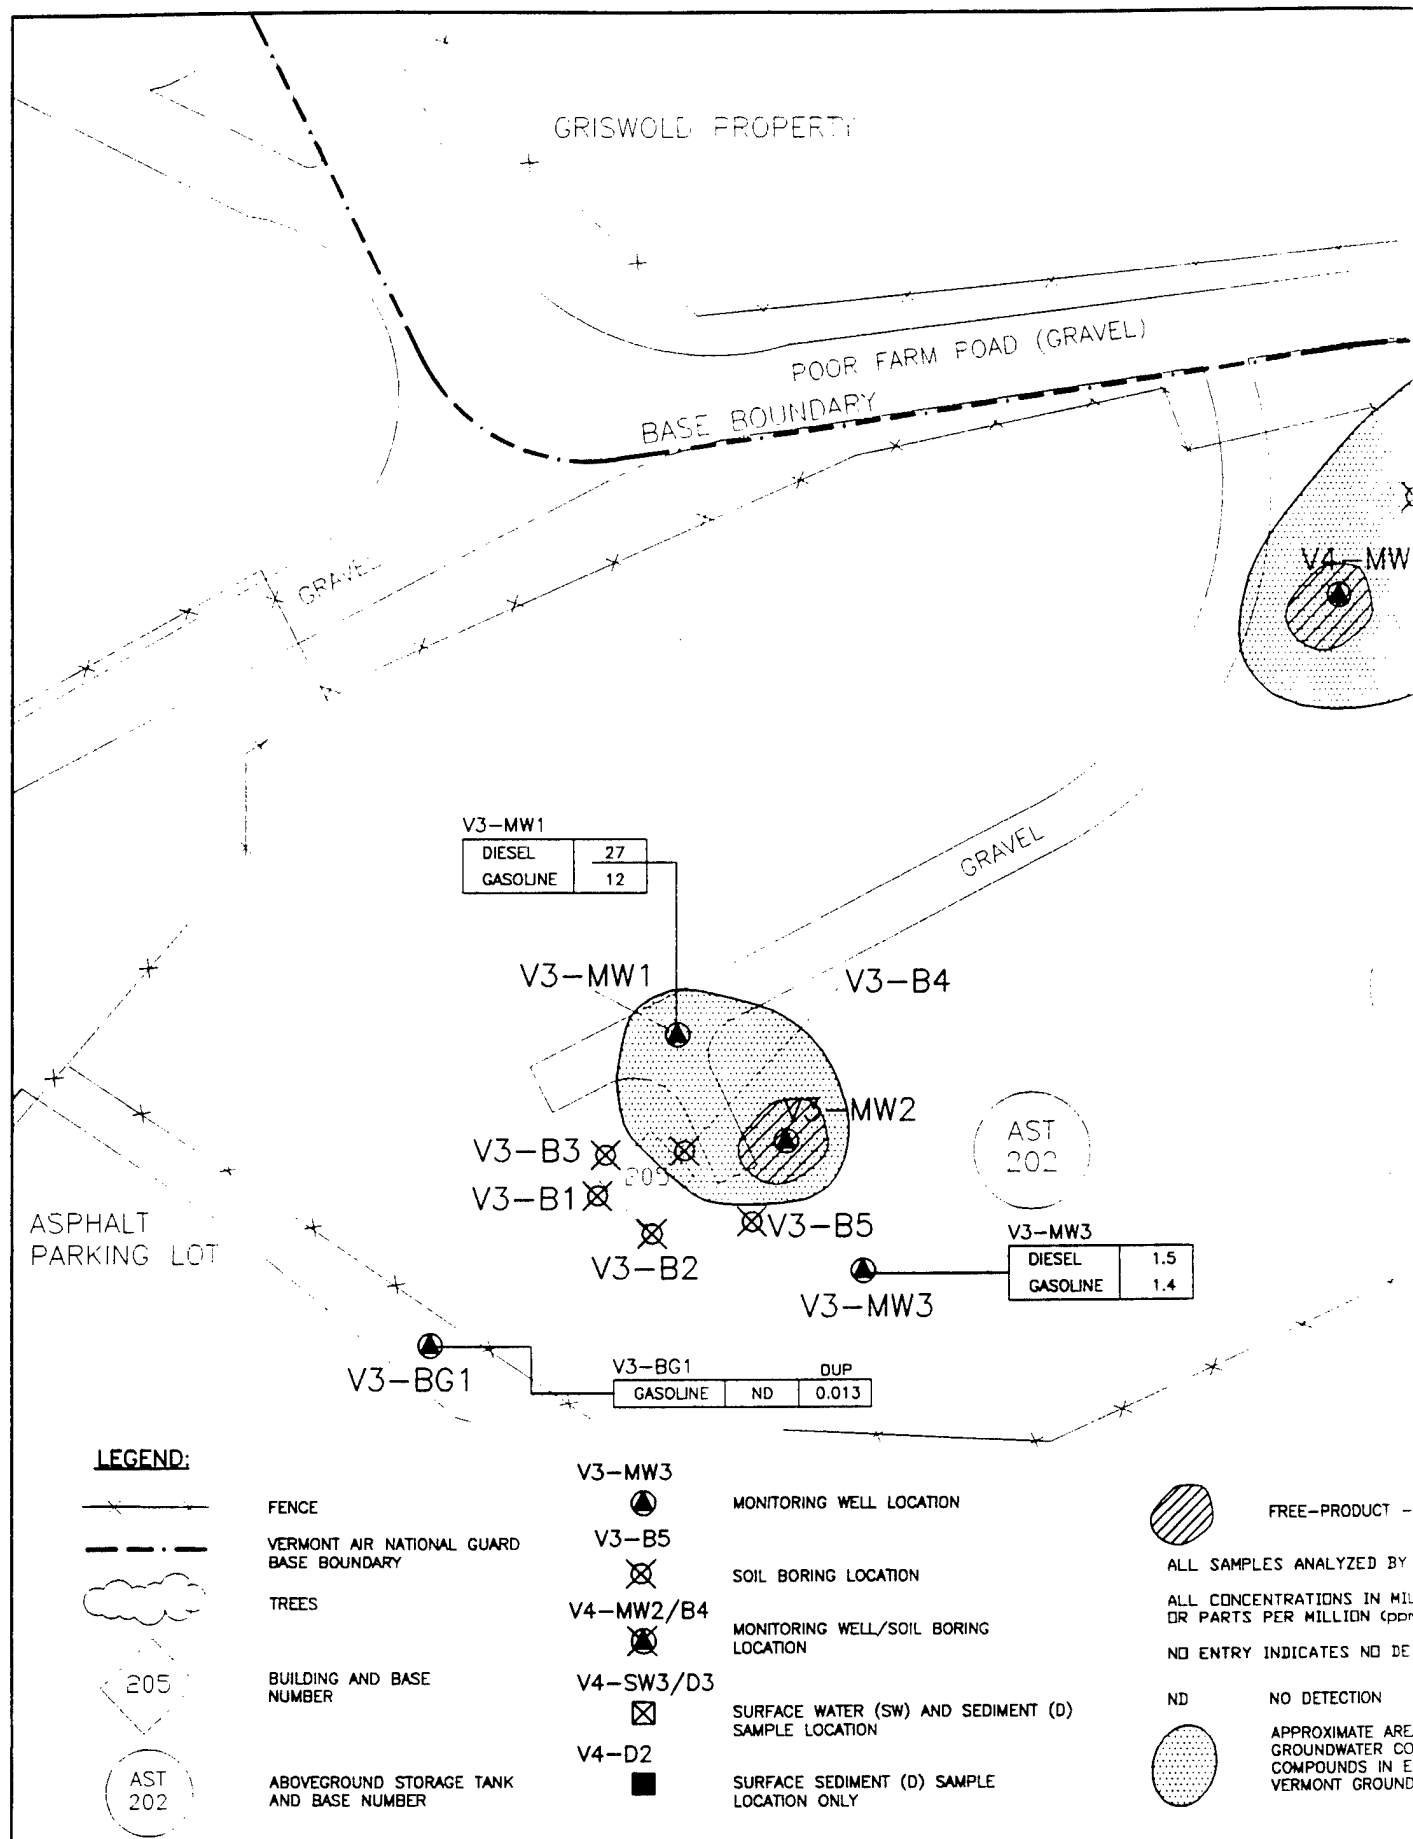 GRISWOLD PROPERTY
POOR FARM ROAD (GRAVEL)
BASE BOUNDARY
GRAVEL
V4-MW
V3-MW1
DIESEL 27
GASOLINE 12
GRAVEL
V3-MW1
V3-B4
V3-MW2
AST
202
V3-B3
205
V3-B1
ASPHALT
PARKING LOT
V3-B5
V3-B2
V3-MW3
DIESEL 1.5
GASOLINE 1.4
V3-MW3
V3-BG1
V3-BG1 DUP
GASOLINE ND 0.013
LEGEND:
FENCE
VERMONT AIR NATIONAL GUARD
BASE BOUNDARY
TREES
205
BUILDING AND BASE
NUMBER
AST
202
ABOVEGROUND STORAGE TANK
AND BASE NUMBER
V3-MW3
MONITORING WELL LOCATION
V3-B5
SOIL BORING LOCATION
V4-MW2/B4
MONITORING WELL/SOIL BORING
LOCATION
V4-SW3/D3
SURFACE WATER (SW) AND SEDIMENT (D)
SAMPLE LOCATION
V4-D2
SURFACE SEDIMENT (D) SAMPLE
LOCATION ONLY
FREE-PRODUCT -
ALL SAMPLES ANALYZED BY
ALL CONCENTRATIONS IN MIL
OR PARTS PER MILLION (ppm
NO ENTRY INDICATES NO DE
ND NO DETECTION
APPROXIMATE ARE
GROUNDWATER CO
COMPOUNDS IN E
VERMONT GROUND